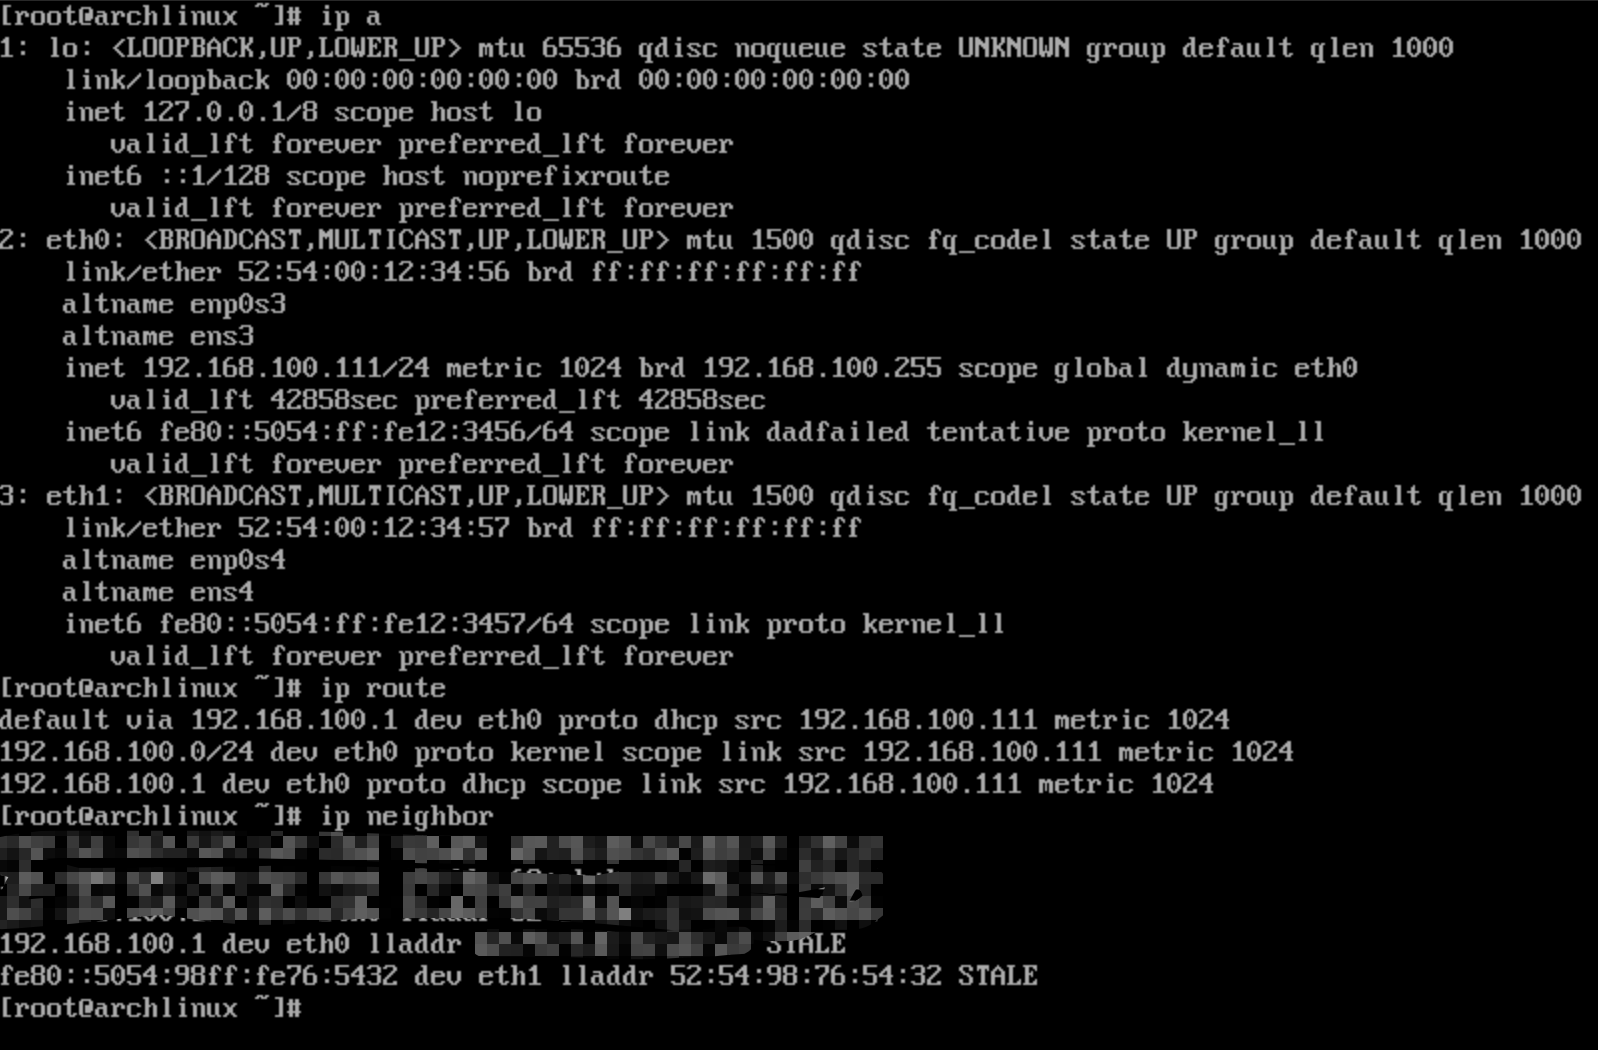 [root@archlinux ~]# ip a
1: lo: <LOOPBACK,UP,LOWER_UP> mtu 65536 qdisc noqueue state UNKNOWN group default qlen 1000
    link/loopback 00:00:00:00:00:00 brd 00:00:00:00:00:00
    inet 127.0.0.1/8 scope host lo
       valid_lft forever preferred_lft forever
    inet6 ::1/128 scope host noprefixroute
       valid_lft forever preferred_lft forever
2: eth0: <BROADCAST,MULTICAST,UP,LOWER_UP> mtu 1500 qdisc fq_codel state UP group default qlen 1000
    link/ether 52:54:00:12:34:56 brd ff:ff:ff:ff:ff:ff
    altname enp0s3
    altname ens3
    inet 192.168.100.111/24 metric 1024 brd 192.168.100.255 scope global dynamic eth0
       valid_lft 42858sec preferred_lft 42858sec
    inet6 fe80::5054:ff:fe12:3456/64 scope link dadfailed tentative proto kernel_ll
       valid_lft forever preferred_lft forever
3: eth1: <BROADCAST,MULTICAST,UP,LOWER_UP> mtu 1500 qdisc fq_codel state UP group default qlen 1000
    link/ether 52:54:00:12:34:57 brd ff:ff:ff:ff:ff:ff
    altname enp0s4
    altname ens4
    inet6 fe80::5054:ff:fe12:3457/64 scope link proto kernel_ll
       valid_lft forever preferred_lft forever
[root@archlinux ~]# ip route
default via 192.168.100.1 dev eth0 proto dhcp src 192.168.100.111 metric 1024
192.168.100.0/24 dev eth0 proto kernel scope link src 192.168.100.111 metric 1024
192.168.100.1 dev eth0 proto dhcp scope link src 192.168.100.111 metric 1024
[root@archlinux ~]# ip neighbor
192.168.100.1 dev eth0 lladdr STALE
fe80::5054:98ff:fe76:5432 dev eth1 lladdr 52:54:98:76:54:32 STALE
[root@archlinux ~]#